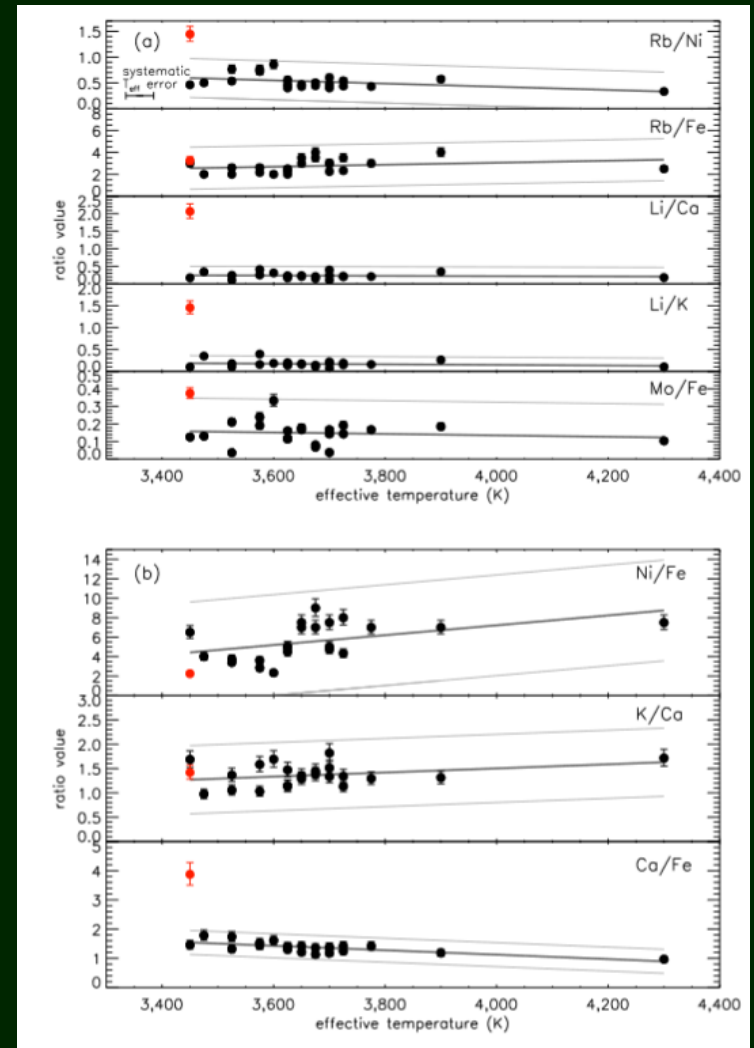 (a)
Rb/Ni
1.5
1.0
0.5
0.0
systematic
Teff error
Rb/Fe
8
6
4
2
0
ratio value
Li/Ca
2.5
2.0
1.5
1.0
0.5
0.0
Li/K
2.0
1.5
1.0
0.5
0.0
Mo/Fe
0.4
0.3
0.2
0.1
0.0
3,400 3,600 3,800 4,000 4,200 4,400
effective temperature (K)
(b)
Ni/Fe
14
12
10
8
6
4
2
0
ratio value
K/Ca
3.0
2.5
2.0
1.5
1.0
0.5
0.0
Ca/Fe
5
4
3
2
1
0
3,400 3,600 3,800 4,000 4,200 4,400
effective temperature (K)